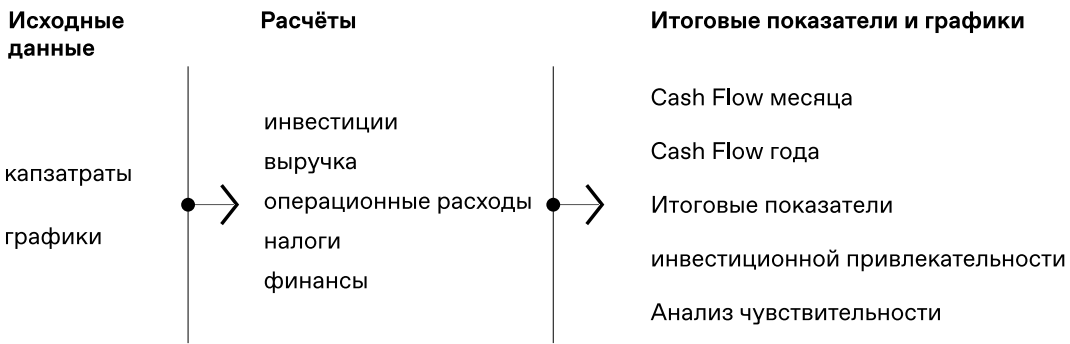 Исходные
данные
капзатраты
графики
Расчёты
инвестиции
выручка
операционные расходы
налоги
финансы
Итоговые показатели и графики
Cash Flow месяца
Cash Flow года
Итоговые показатели
инвестиционной привлекательности
Анализ чувствительности